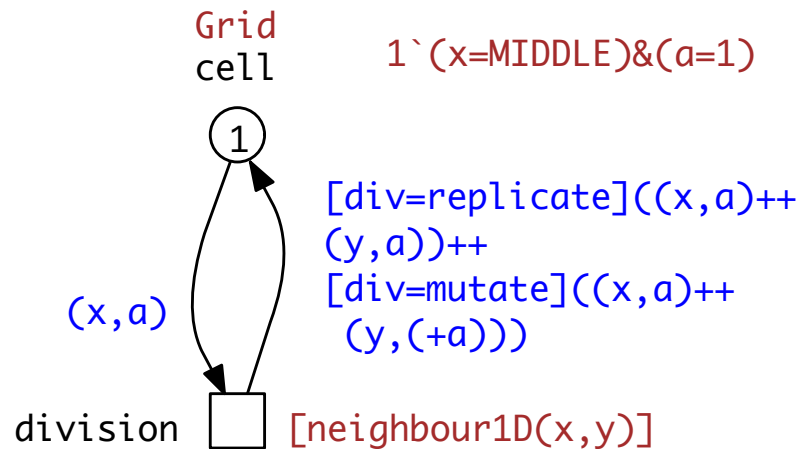 Grid
cell
1`(x=MIDDLE)&(a=1)
1
[div=replicate]((x,a)++
(y,a))++
[div=mutate]((x,a)++
(y,(+a)))
(x,a)
division
[neighbour1D(x,y)]